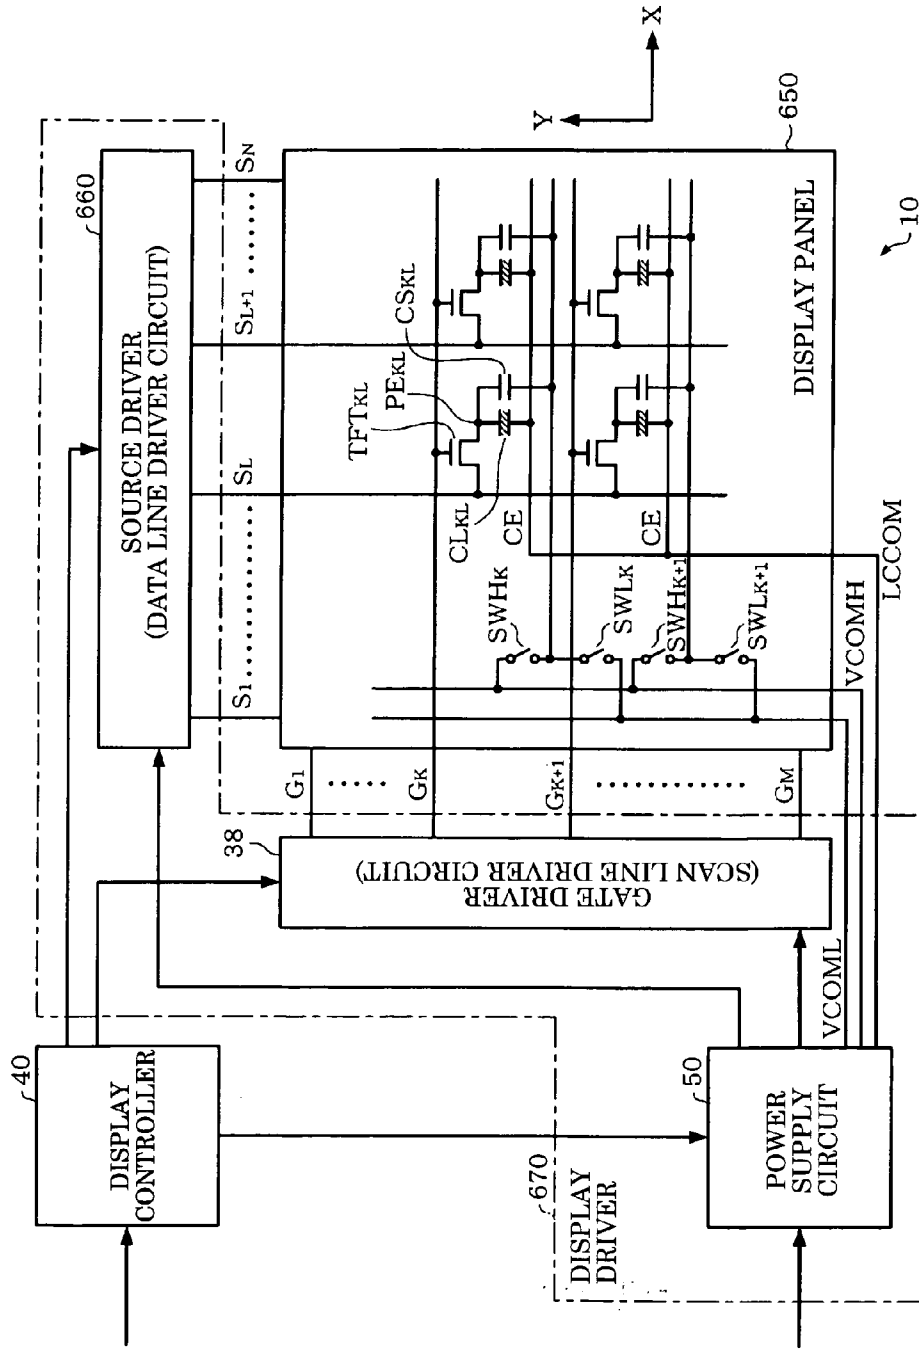 40
DISPLAY
CONTROLLER
660
SOURCE DRIVER
(DATA LINE DRIVER CIRCUIT)
S1 SL SL+1 SN
670
DISPLAY
DRIVER
38
GATE DRIVER
(SCAN LINE DRIVER CIRCUIT)
G1
GK
GK+1
GM
50
POWER
SUPPLY
CIRCUIT
VCOML
VCOMH
LCCOM
SWHK
SWLK
SWHK+1
SWLK+1
TFTKL
PEKL
CSKL
CLKL
CE
CE
DISPLAY PANEL
650
Y
X
10